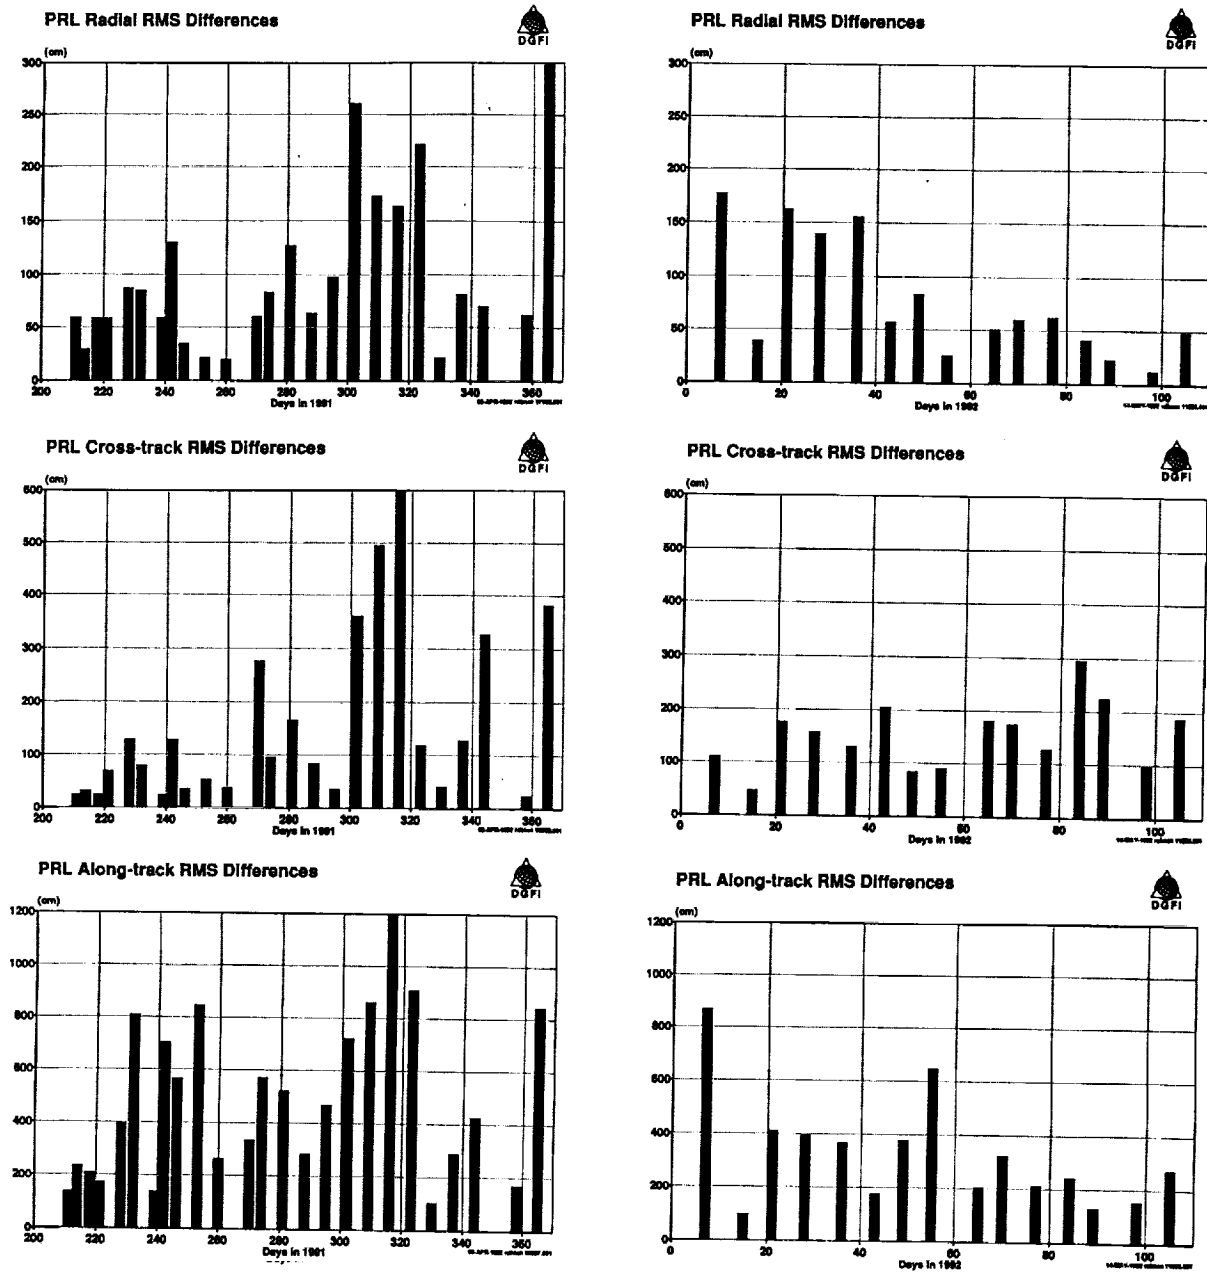 PRL Radial RMS Differences
DGFI
(cm)
300
250
200
150
100
50
0
200 220 240 260 280 300 320 340 360
Days in 1991
PRL Radial RMS Differences
DGFI
(cm)
300
250
200
150
100
50
0
0 20 40 60 80 100
Days in 1992
PRL Cross-track RMS Differences
DGFI
(cm)
600
500
400
300
200
100
0
200 220 240 260 280 300 320 340 360
Days in 1991
PRL Cross-track RMS Differences
DGFI
(cm)
600
500
400
300
200
100
0
0 20 40 60 80 100
Days in 1992
PRL Along-track RMS Differences
DGFI
(cm)
1200
1000
800
600
400
200
0
200 220 240 260 280 300 320 340 360
Days in 1991
PRL Along-track RMS Differences
DGFI
(cm)
1200
1000
800
600
400
200
0
0 20 40 60 80 100
Days in 1992